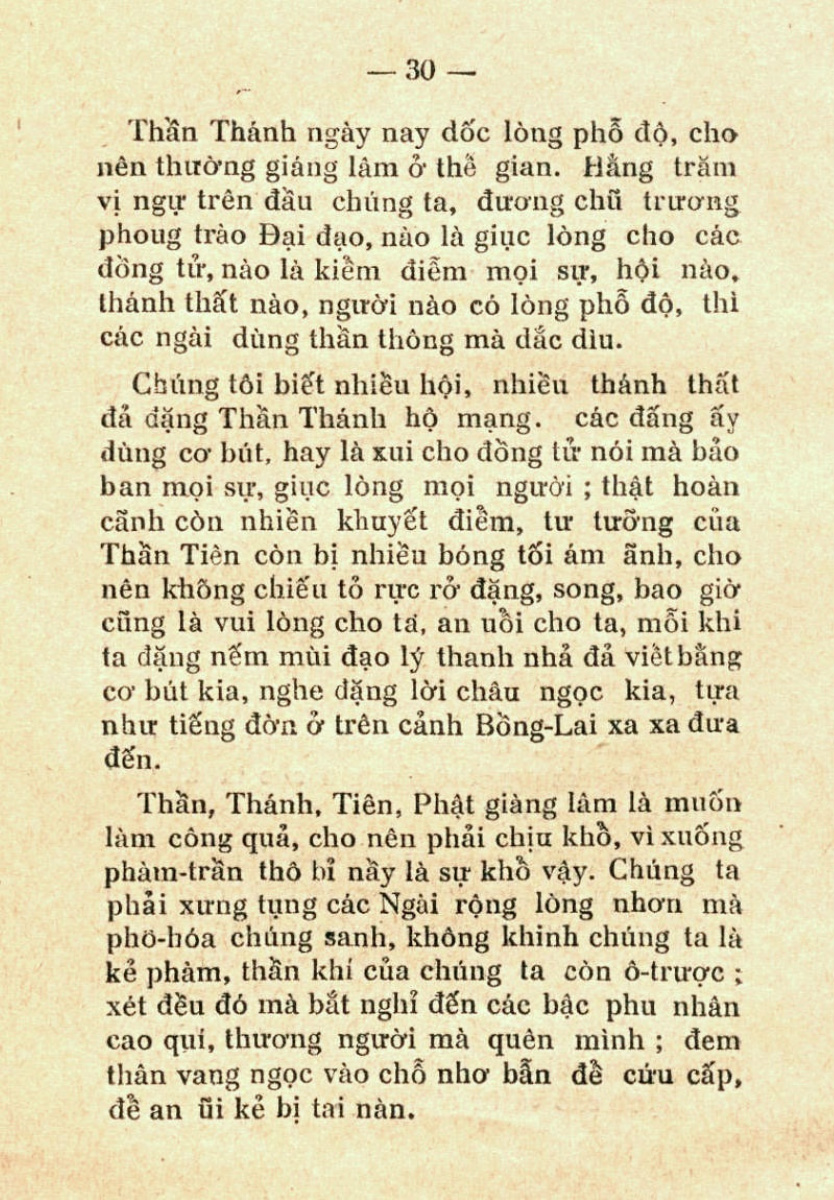 — 30 —
Thần Thánh ngày nay dốc lòng phổ độ, cho
nên thường giáng lâm ở thế gian. Hằng trăm
vị ngự trên đầu chúng ta, đương chũ trương
phoug trào Đại đạo, nào là giục lòng cho các
đồng tử, nào là kiểm điểm mọi sự, hội nào,
thánh thất nào, người nào có lòng phổ độ, thì
các ngài dùng thần thông mà dắc dìu.
Chúng tôi biết nhiều hội, nhiều thánh thất
đả đặng Thần Thánh hộ mạng. các đấng ấy
dùng cơ bút, hay là xui cho đồng tử nói mà bảo
ban mọi sự, giục lòng mọi người ; thật hoàn
cãnh còn nhiền khuyết điểm, tư tưỡng của
Thần Tiên còn bị nhiều bóng tối ám ãnh, cho
nên không chiếu tỏ rực rở đặng, song, bao giờ
cũng là vui lòng cho ta, an uồi cho ta, mỗi khi
ta đặng nếm mùi đạo lý thanh nhả đả viết bằng
cơ bút kia, nghe đặng lời châu ngọc kia, tựa
như tiếng đờn ở trên cảnh Bồng-Lai xa xa đưa
đến.
Thần, Thánh, Tiên, Phật giàng lâm là muốn
làm công quả, cho nên phải chịu khổ, vì xuống
phàm-trần thô bỉ nầy là sự khổ vậy. Chúng ta
phải xưng tụng các Ngài rộng lòng nhơn mà
phô-hóa chúng sanh, không khinh chúng ta là
kẻ phàm, thần khí của chúng ta còn ô-trược ;
xét đều đó mà bắt nghỉ đến các bậc phu nhân
cao quí, thương người mà quên mình ; đem
thân vang ngọc vào chỗ nhơ bẫn để cứu cấp,
để an ũi kẻ bị tai nàn.